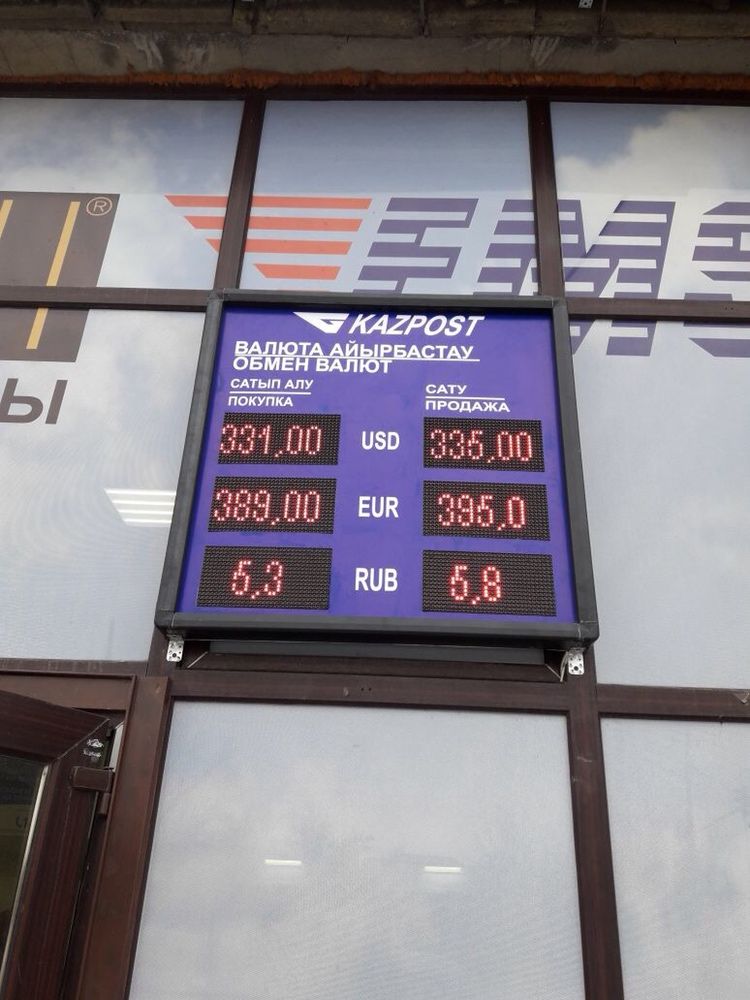 ®
EMS
Ы
KAZPOST
ВАЛЮТА АЙЫРБАСТАУ
ОБМЕН ВАЛЮТ
САТЫП АЛУ САТУ
ПОКУПКА ПРОДАЖА
331,00 USD 335,00
389,00 EUR 395,0
5,3 RUB 5,8